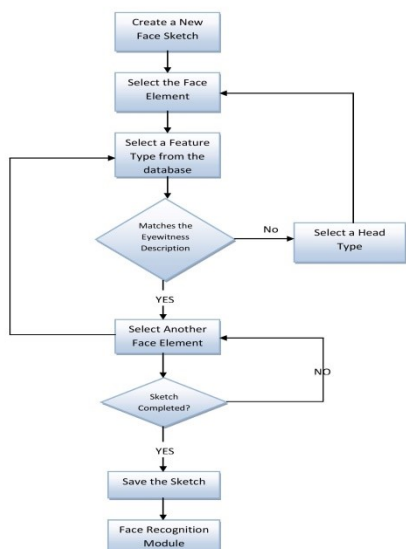 Create a New
Face Sketch
Select the Face
Element
Select a Feature
Type from the
database
Matches the
Eyewitness
Description
No
Select a Head
Type
YES
Select Another
Face Element
NO
Sketch
Completed?
YES
Save the Sketch
Face Recognition
Module